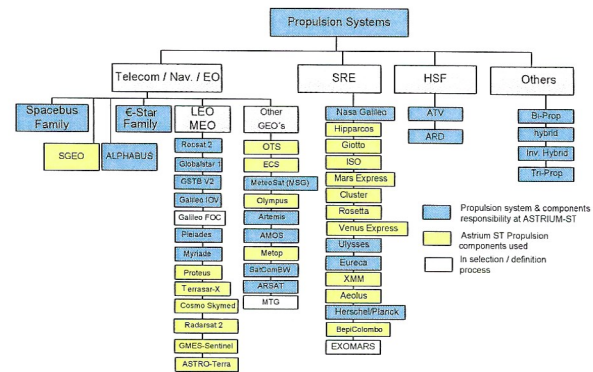 Propulsion Systems
Telecom / Nav. / EO
SRE
HSF
Others
Spacebus
Family
€-Star
Family
SGEO
ALPHABUS
LEO
MEO
Rocsat 2
Globalstar 1
GSTB V2
Galileo IOV
Galileo FOC
Pleiades
Myriade
Proteus
Terrasar-X
Cosmo Skymed
Radarsat 2
GMES-Sentinel
ASTRO-Terra
Other
GEO's
OTS
ECS
MeteoSat (MSG)
Olympus
Artemis
AMOS
Metop
SatComBW
ARSAT
MTG
Nasa Galileo
Hipparcos
Giotto
ISO
Mars Express
Cluster
Rosetta
Venus Express
Ulysses
Eureca
XMM
Aeolus
Herschel/Planck
BepiColombo
EXOMARS
ATV
ARD
Bi-Prop
hybrid
Inv. Hybrid
Tri-Prop
Propulsion system & components
responsibility at ASTRIUM-ST
Astrium ST Propulsion
components used
In selection / definition
process